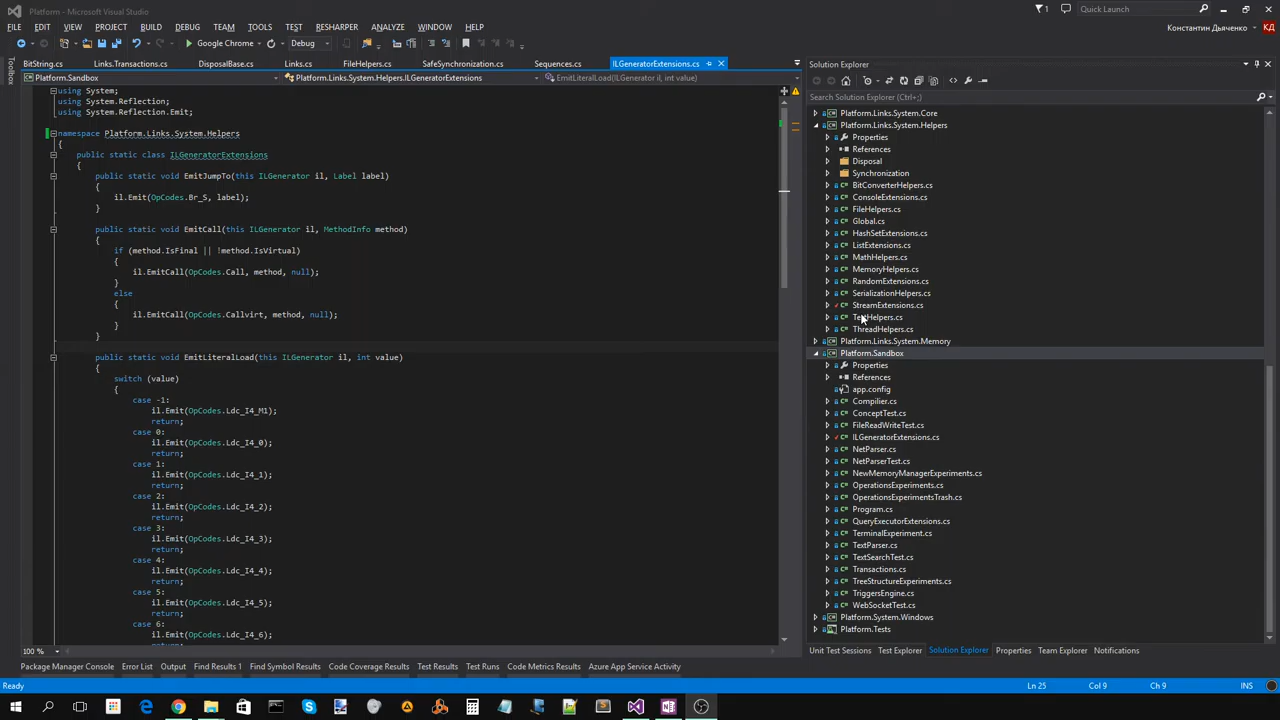 Platform - Microsoft Visual Studio
1
Quick Launch (Ctrl+Q)
FILE EDIT VIEW PROJECT BUILD DEBUG TEAM TOOLS TEST RESHARPER ANALYZE WINDOW HELP
Константин Дьяченко КД
Google Chrome Debug
Toolbox
BitString.cs Links.Transactions.cs DisposalBase.cs Links.cs FileHelpers.cs SafeSynchronization.cs Sequences.cs ILGeneratorExtensions.cs
Platform.Sandbox Platform.Links.System.Helpers.ILGeneratorExtensions EmitLiteralLoad(ILGenerator il, int value)
using System;
using System.Reflection;
using System.Reflection.Emit;
namespace Platform.Links.System.Helpers
{
public static class ILGeneratorExtensions
{
public static void EmitJumpTo(this ILGenerator il, Label label)
{
il.Emit(OpCodes.Br_S, label);
}
public static void EmitCall(this ILGenerator il, MethodInfo method)
{
if (method.IsFinal || !method.IsVirtual)
{
il.EmitCall(OpCodes.Call, method, null);
}
else
{
il.EmitCall(OpCodes.Callvirt, method, null);
}
}
public static void EmitLiteralLoad(this ILGenerator il, int value)
{
switch (value)
{
case -1:
il.Emit(OpCodes.Ldc_I4_M1);
return;
case 0:
il.Emit(OpCodes.Ldc_I4_0);
return;
case 1:
il.Emit(OpCodes.Ldc_I4_1);
return;
case 2:
il.Emit(OpCodes.Ldc_I4_2);
return;
case 3:
il.Emit(OpCodes.Ldc_I4_3);
return;
case 4:
il.Emit(OpCodes.Ldc_I4_4);
return;
case 5:
il.Emit(OpCodes.Ldc_I4_5);
return;
case 6:
il.Emit(OpCodes.Ldc_I4_6);
100 %
Solution Explorer
Search Solution Explorer (Ctrl+;)
Platform.Links.System.Core
Platform.Links.System.Helpers
Properties
References
Disposal
Synchronization
BitConverterHelpers.cs
ConsoleExtensions.cs
FileHelpers.cs
Global.cs
HashSetExtensions.cs
ListExtensions.cs
MathHelpers.cs
MemoryHelpers.cs
RandomExtensions.cs
SerializationHelpers.cs
StreamExtensions.cs
ThreadHelpers.cs
Platform.Links.System.Memory
Platform.Sandbox
Properties
References
app.config
Compilier.cs
ConceptTest.cs
FileReadWriteTest.cs
ILGeneratorExtensions.cs
NetParser.cs
NetParserTest.cs
NewMemoryManagerExperiments.cs
OperationsExperiments.cs
OperationsExperimentsTrash.cs
Program.cs
QueryExecutorExtensions.cs
TerminalExperiment.cs
TextParser.cs
TextSearchTest.cs
Transactions.cs
TreeStructureExperiments.cs
TriggersEngine.cs
WebSocketTest.cs
Platform.System.Windows
Platform.Tests
Unit Test Sessions Test Explorer Solution Explorer Properties Team Explorer Notifications
Package Manager Console Error List Output Find Results 1 Find Symbol Results Code Coverage Results Test Results Test Runs Code Metrics Results Azure App Service Activity
Ready Ln 25 Col 9 Ch 9 INS